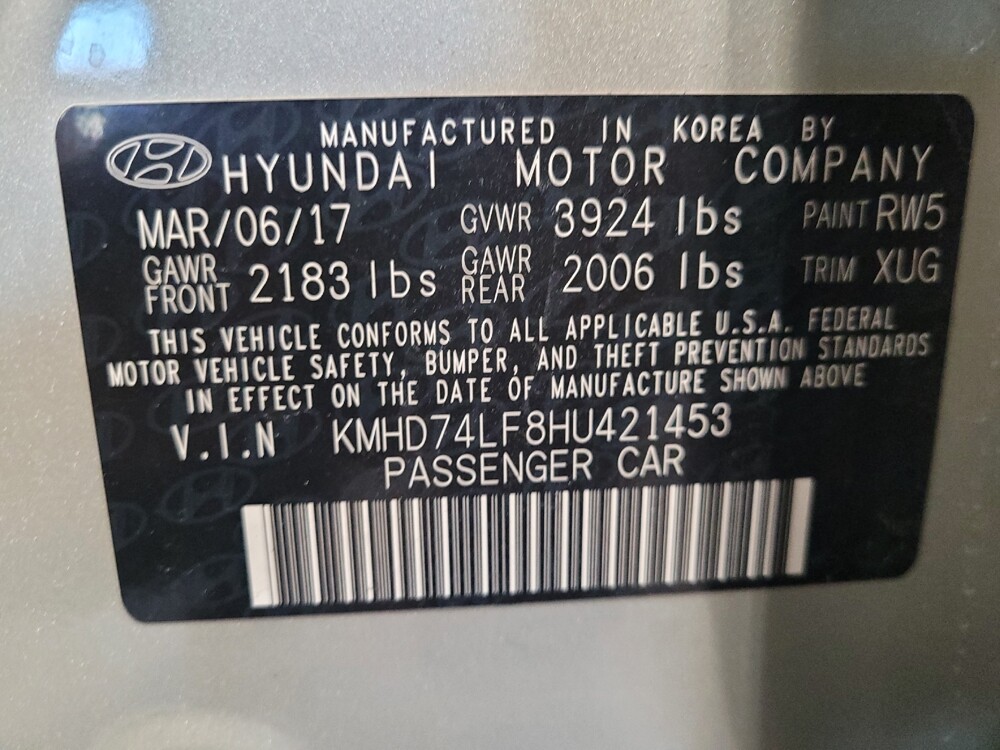 MANUFACTURED IN KOREA BY
HYUNDAI MOTOR COMPANY
MAR/06/17 GVWR 3924 lbs PAINT RW5
GAWR FRONT 2183 lbs GAWR REAR 2006 lbs TRIM XUG
THIS VEHICLE CONFORMS TO ALL APPLICABLE U.S.A. FEDERAL
MOTOR VEHICLE SAFETY, BUMPER, AND THEFT PREVENTION STANDARDS
IN EFFECT ON THE DATE OF MANUFACTURE SHOWN ABOVE
V.I.N KMHD74LF8HU421453
PASSENGER CAR